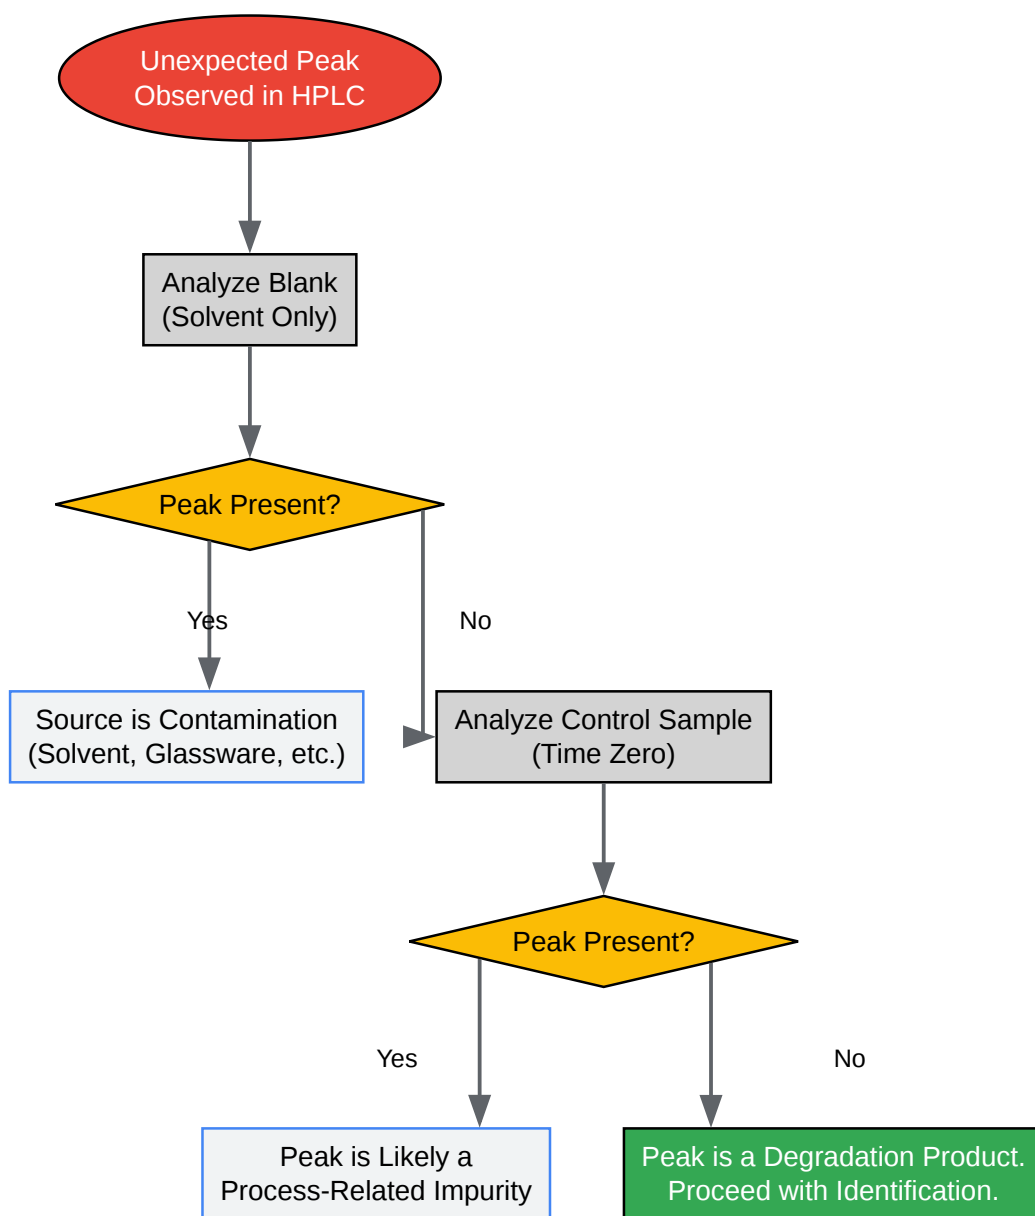 Unexpected Peak
Observed in HPLC
Analyze Blank
(Solvent Only)
Peak Present?
Yes
No
Source is Contamination
(Solvent, Glassware, etc.)
Analyze Control Sample
(Time Zero)
Peak Present?
Yes
No
Peak is Likely a
Process-Related Impurity
Peak is a Degradation Product.
Proceed with Identification.